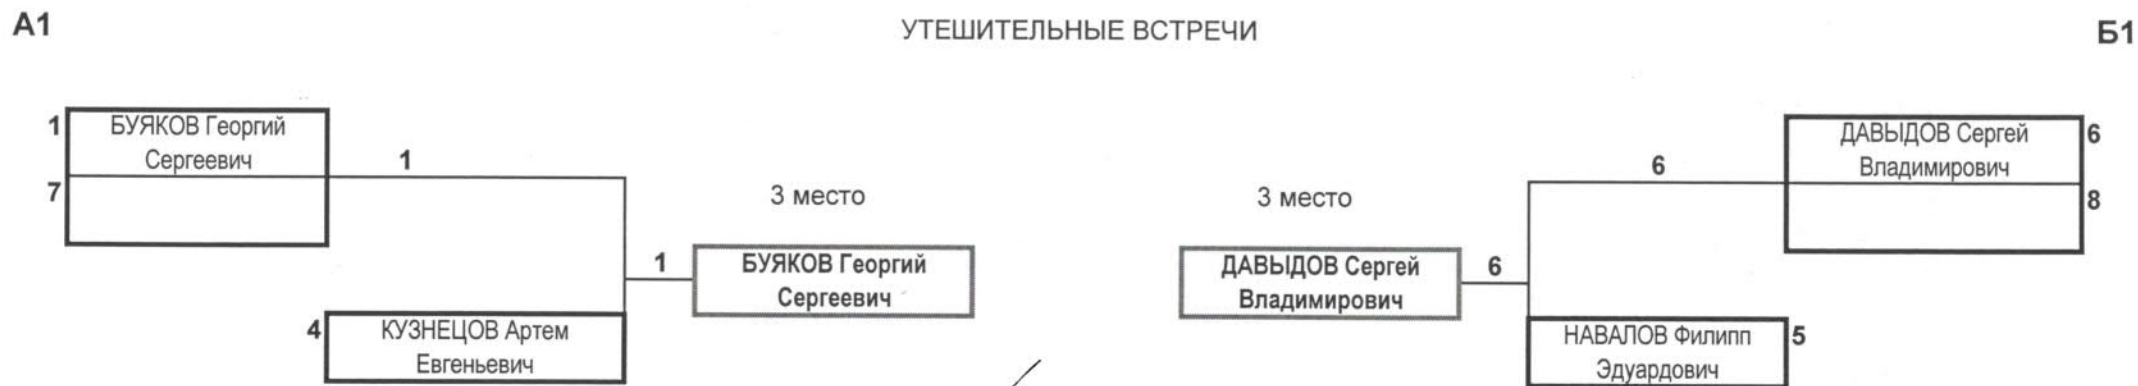 А1
УТЕШИТЕЛЬНЫЕ ВСТРЕЧИ
Б1
1
БУЯКОВ Георгий
Сергеевич
7
1
3 место
1
БУЯКОВ Георгий
Сергеевич
4
КУЗНЕЦОВ Артем
Евгеньевич
ДАВЫДОВ Сергей
Владимирович
6
8
6
3 место
ДАВЫДОВ Сергей
Владимирович
6
НАВАЛОВ Филипп
Эдуардович
5